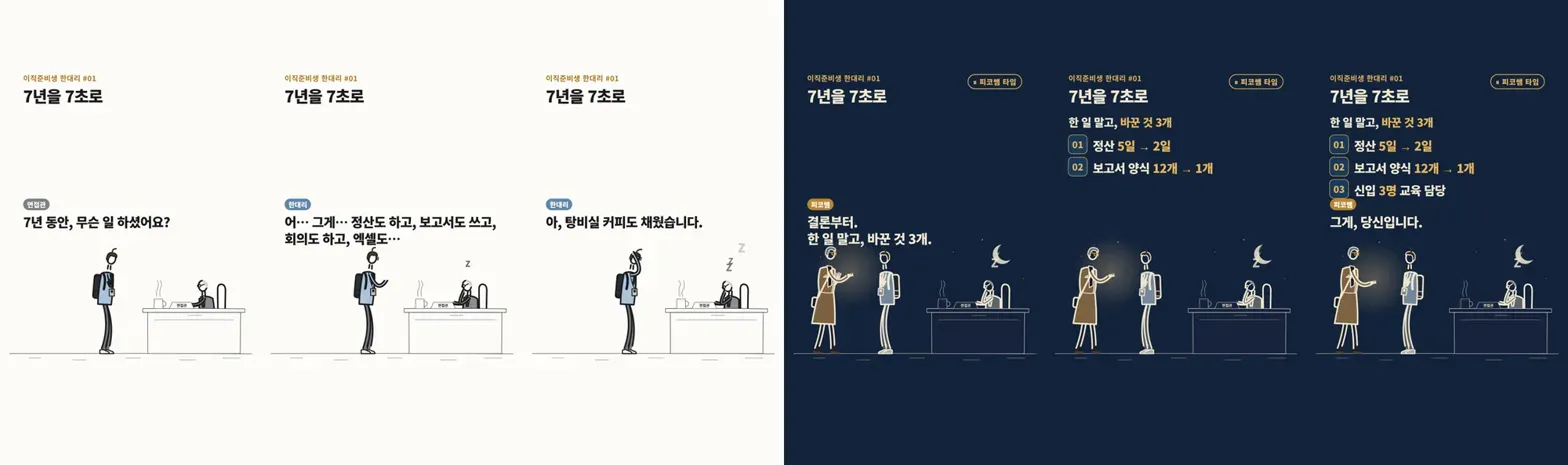 이직준비생 한대리 #01
7년을 7초로
면접관
7년 동안, 무슨 일 하셨어요?
면접관
이직준비생 한대리 #01
7년을 7초로
한대리
어… 그게… 정산도 하고, 보고서도 쓰고,
회의도 하고, 엑셀도…
z
면접관
이직준비생 한대리 #01
7년을 7초로
한대리
아, 탕비실 커피도 채웠습니다.
z
z
z
면접관
이직준비생 한대리 #01
피코쌤 타임
7년을 7초로
피코쌤
결론부터.
한 일 말고, 바꾼 것 3개.
z
면접관
이직준비생 한대리 #01
피코쌤 타임
7년을 7초로
한 일 말고, 바꾼 것 3개
01 정산 5일 → 2일
02 보고서 양식 12개 → 1개
z
면접관
이직준비생 한대리 #01
피코쌤 타임
7년을 7초로
한 일 말고, 바꾼 것 3개
01 정산 5일 → 2일
02 보고서 양식 12개 → 1개
03 신입 3명 교육 담당
피코쌤
그게, 당신입니다.
z
면접관